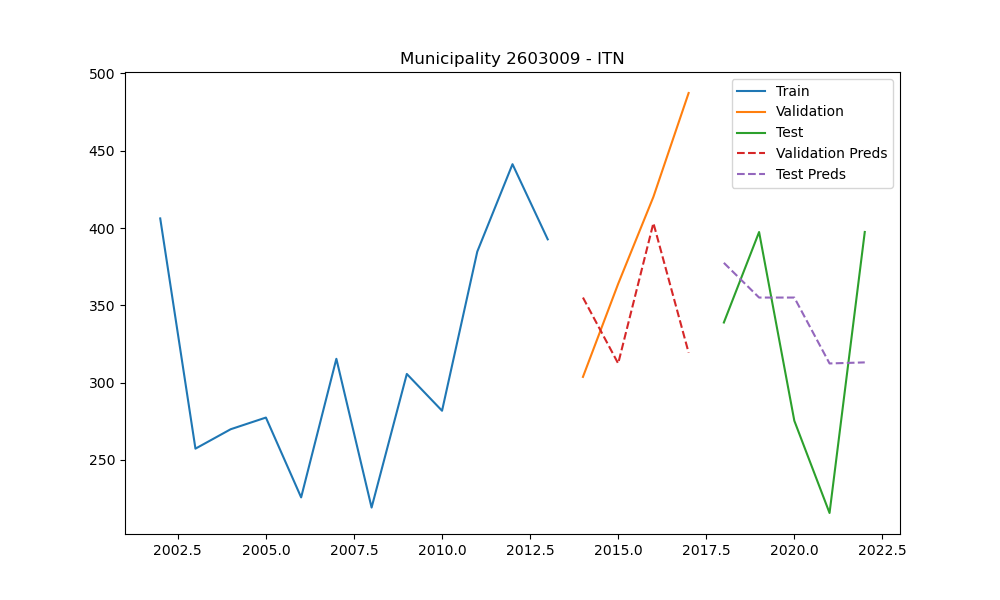 Municipality 2603009 - ITN
500
450
400
350
300
250
Train
Validation
Test
Validation Preds
Test Preds
2002.5 2005.0 2007.5 2010.0 2012.5 2015.0 2017.5 2020.0 2022.5